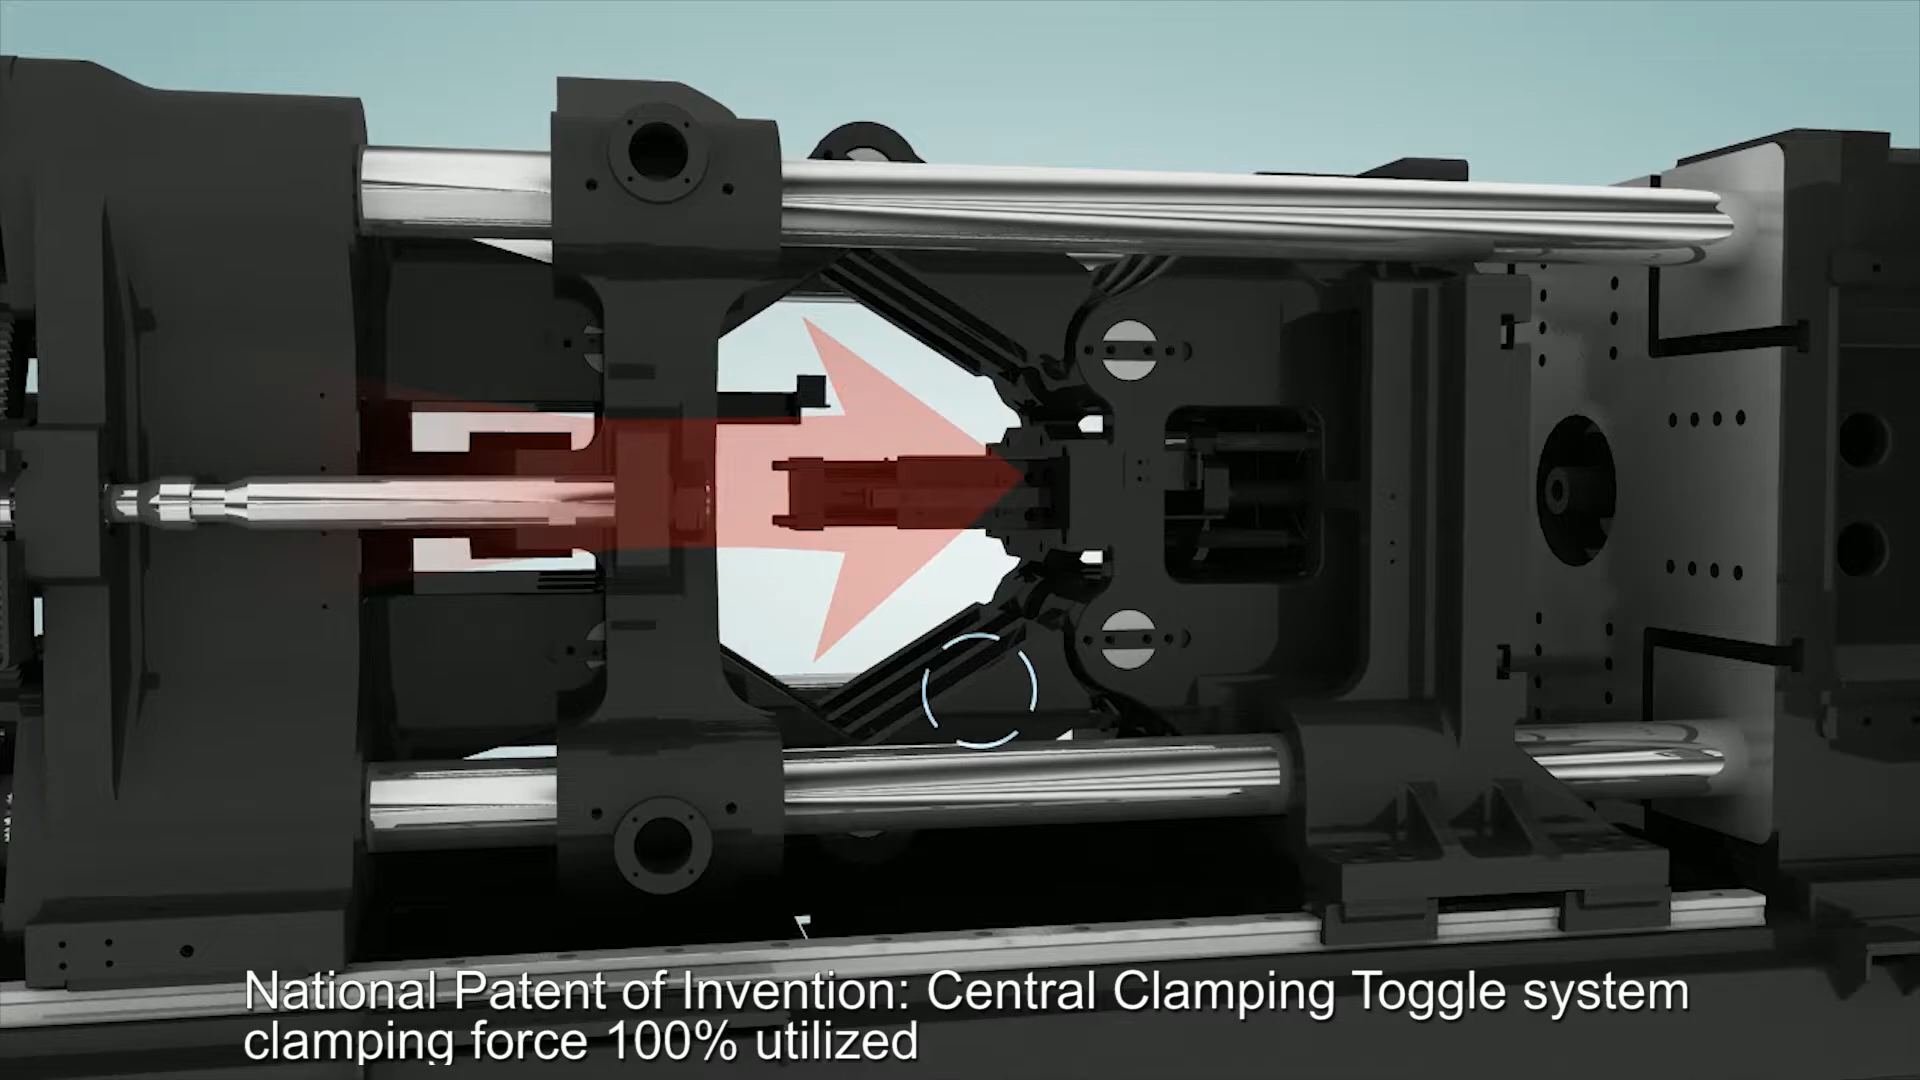 National Patent of Invention: Central Clamping Toggle system
clamping force 100% utilized